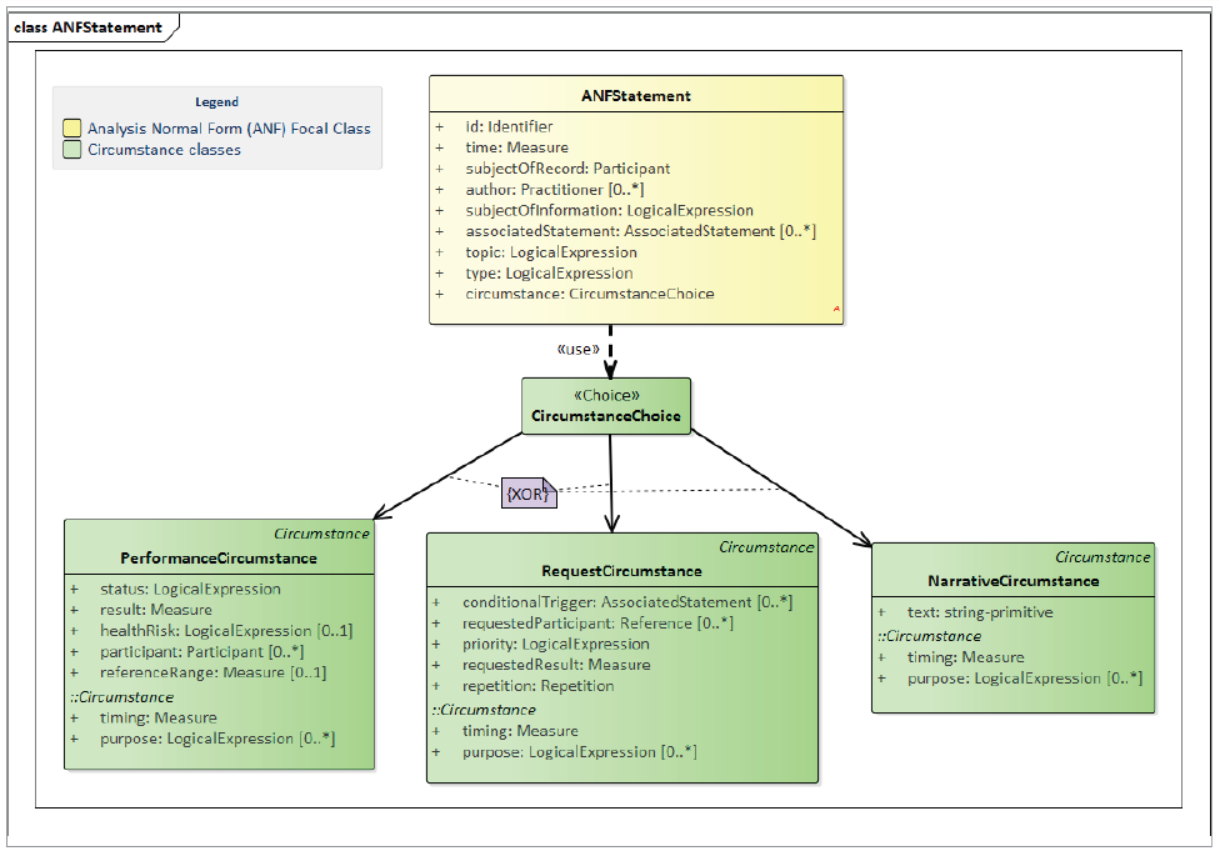 class ANFStatement
Legend
Analysis Normal Form (ANF) Focal Class
Circumstance classes
ANFStatement
+ id: Identifier
+ time: Measure
+ subjectOfRecord: Participant
+ author: Practitioner [0..*]
+ subjectOfInformation: LogicalExpression
+ associatedStatement: AssociatedStatement [0..*]
+ topic: LogicalExpression
+ type: LogicalExpression
+ circumstance: CircumstanceChoice
A
«use»
«Choice»
CircumstanceChoice
{XOR}
Circumstance
PerformanceCircumstance
+ status: LogicalExpression
+ result: Measure
+ healthRisk: LogicalExpression [0..1]
+ participant: Participant [0..*]
+ referenceRange: Measure [0..1]
::Circumstance
+ timing: Measure
+ purpose: LogicalExpression [0..*]
Circumstance
RequestCircumstance
+ conditionalTrigger: AssociatedStatement [0..*]
+ requestedParticipant: Reference [0..*]
+ priority: LogicalExpression
+ requestedResult: Measure
+ repetition: Repetition
::Circumstance
+ timing: Measure
+ purpose: LogicalExpression [0..*]
Circumstance
NarrativeCircumstance
+ text: string-primitive
::Circumstance
+ timing: Measure
+ purpose: LogicalExpression [0..*]